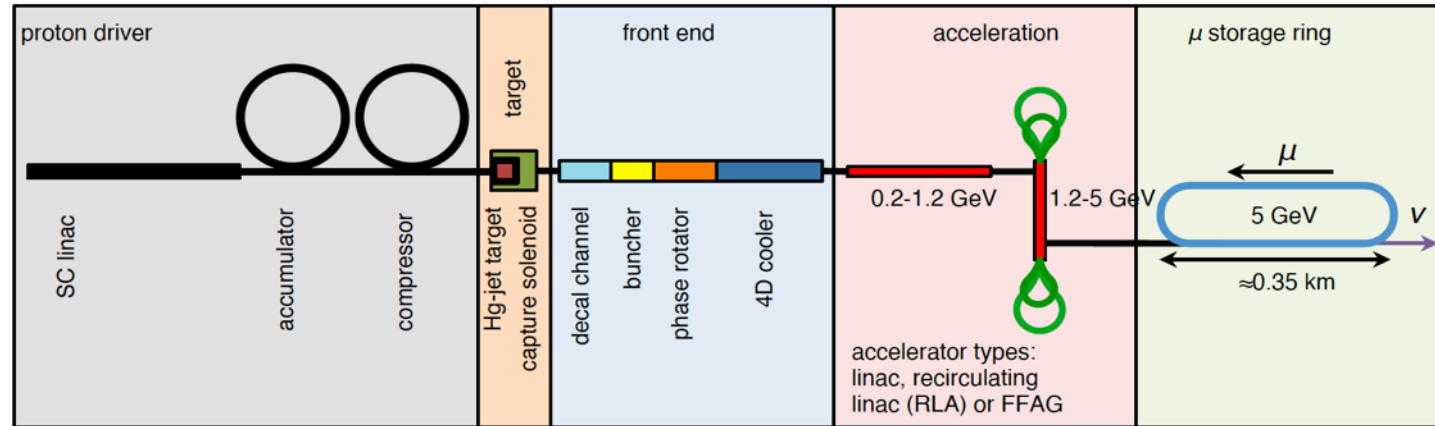 proton driver
SC linac
accumulator
compressor
target
Hg-jet target
capture solenoid
front end
decal channel
buncher
phase rotator
4D cooler
acceleration
0.2-1.2 GeV
1.2-5 GeV
accelerator types:
linac, recirculating
linac (RLA) or FFAG
μ storage ring
μ
5 GeV
ν
≈0.35 km